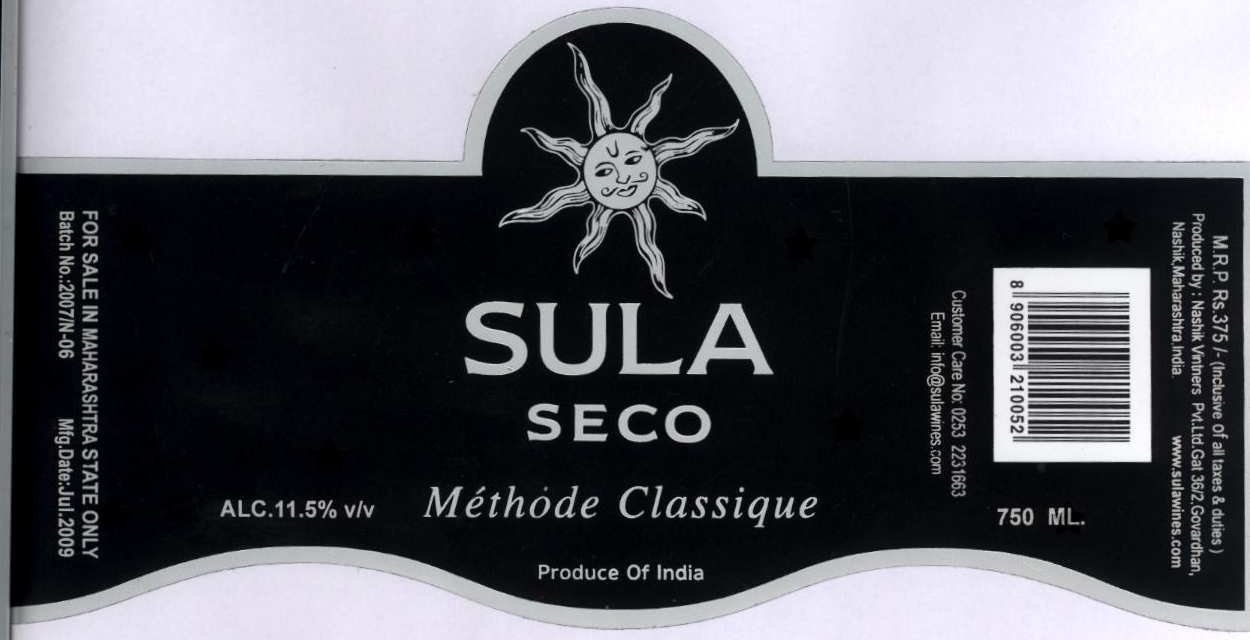 FOR SALE IN MAHARASHTRA STATE ONLY
Batch No.:2007/N-06 Mfg.Date:Jul.2009
SULA
SECO
ALC.11.5% v/v
Méthode Classique
Produce Of India
Customer Care No: 0253 2231663
Email: info@sulawines.com
8 906003 210052
750 ML.
M.R.P. Rs.375/- (Inclusive of all taxes & duties)
Produced by : Nashik Vintners Pvt.Ltd.Gat 36/2,Govardhan,
Nashik,Maharashtra.India. www.sulawines.com